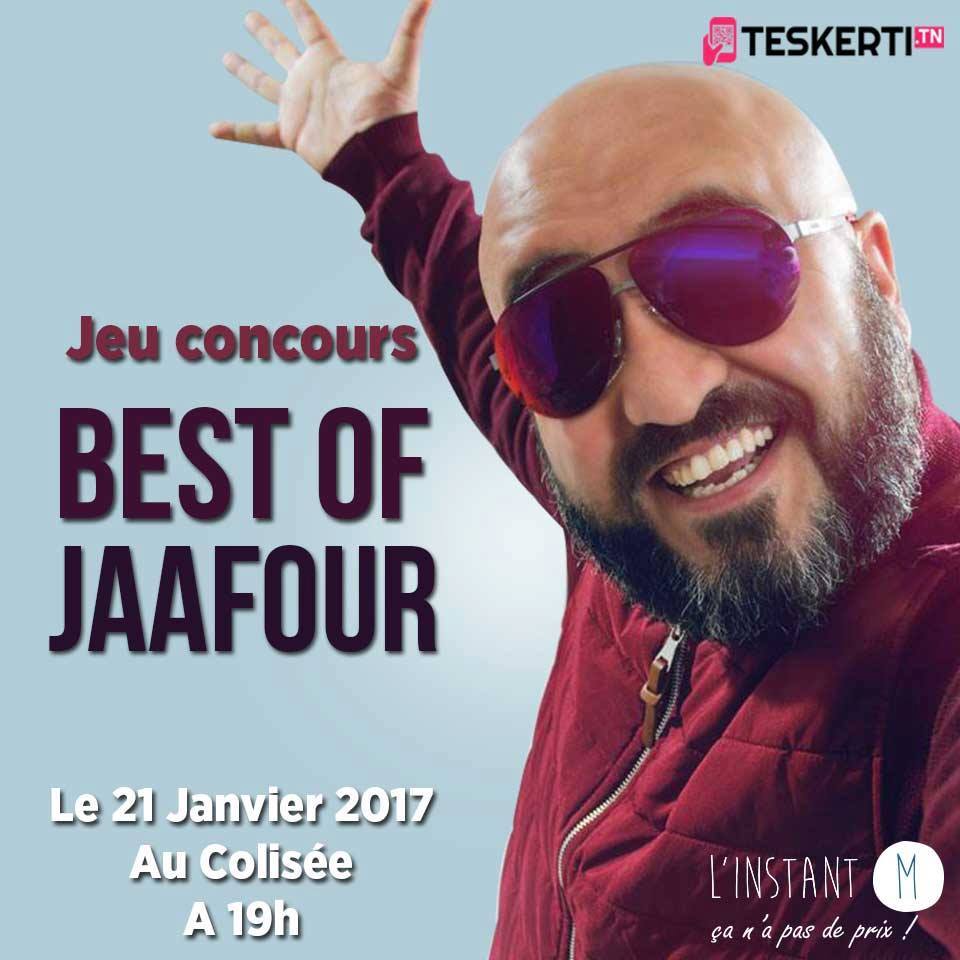 TESKERTI.TN
Jeu concours
BEST OF
JAAFOUR
Le 21 Janvier 2017
Au Colisée
A 19h
L'INSTANT M
ça n'a pas de prix !